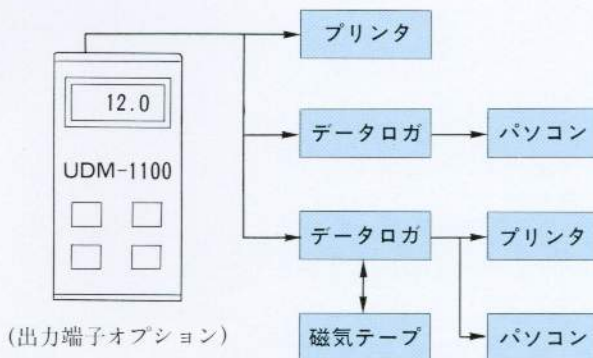 プリンタ
12.0
データロガ
パソコン
UDM-1100
データロガ
プリンタ
(出力端子オプション)
磁気テープ
パソコン